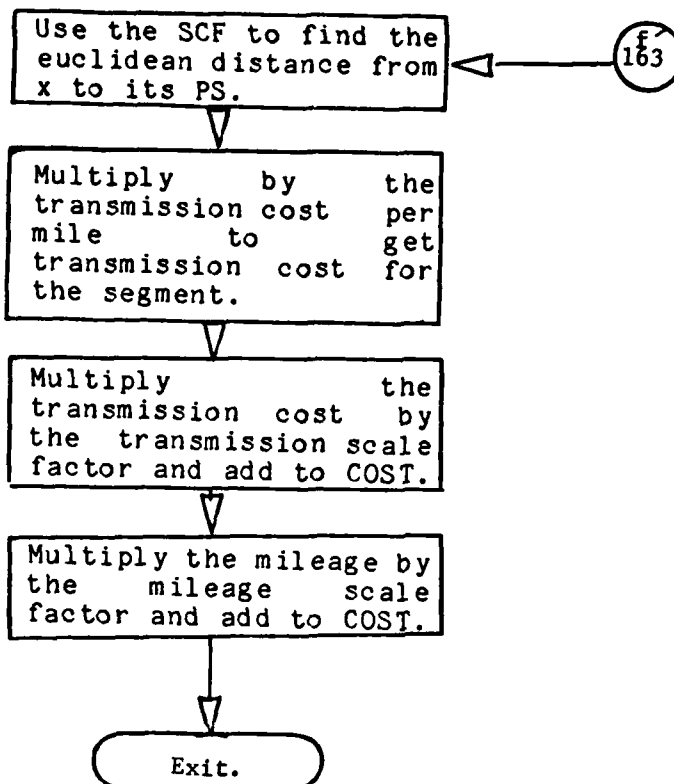 Use the SCF to find the
euclidean distance from
x to its PS.
f
163
Multiply by the
transmission cost per
mile to get
transmission cost for
the segment.
Multiply the
transmission cost by
the transmission scale
factor and add to COST.
Multiply the mileage by
the mileage scale
factor and add to COST.
Exit.